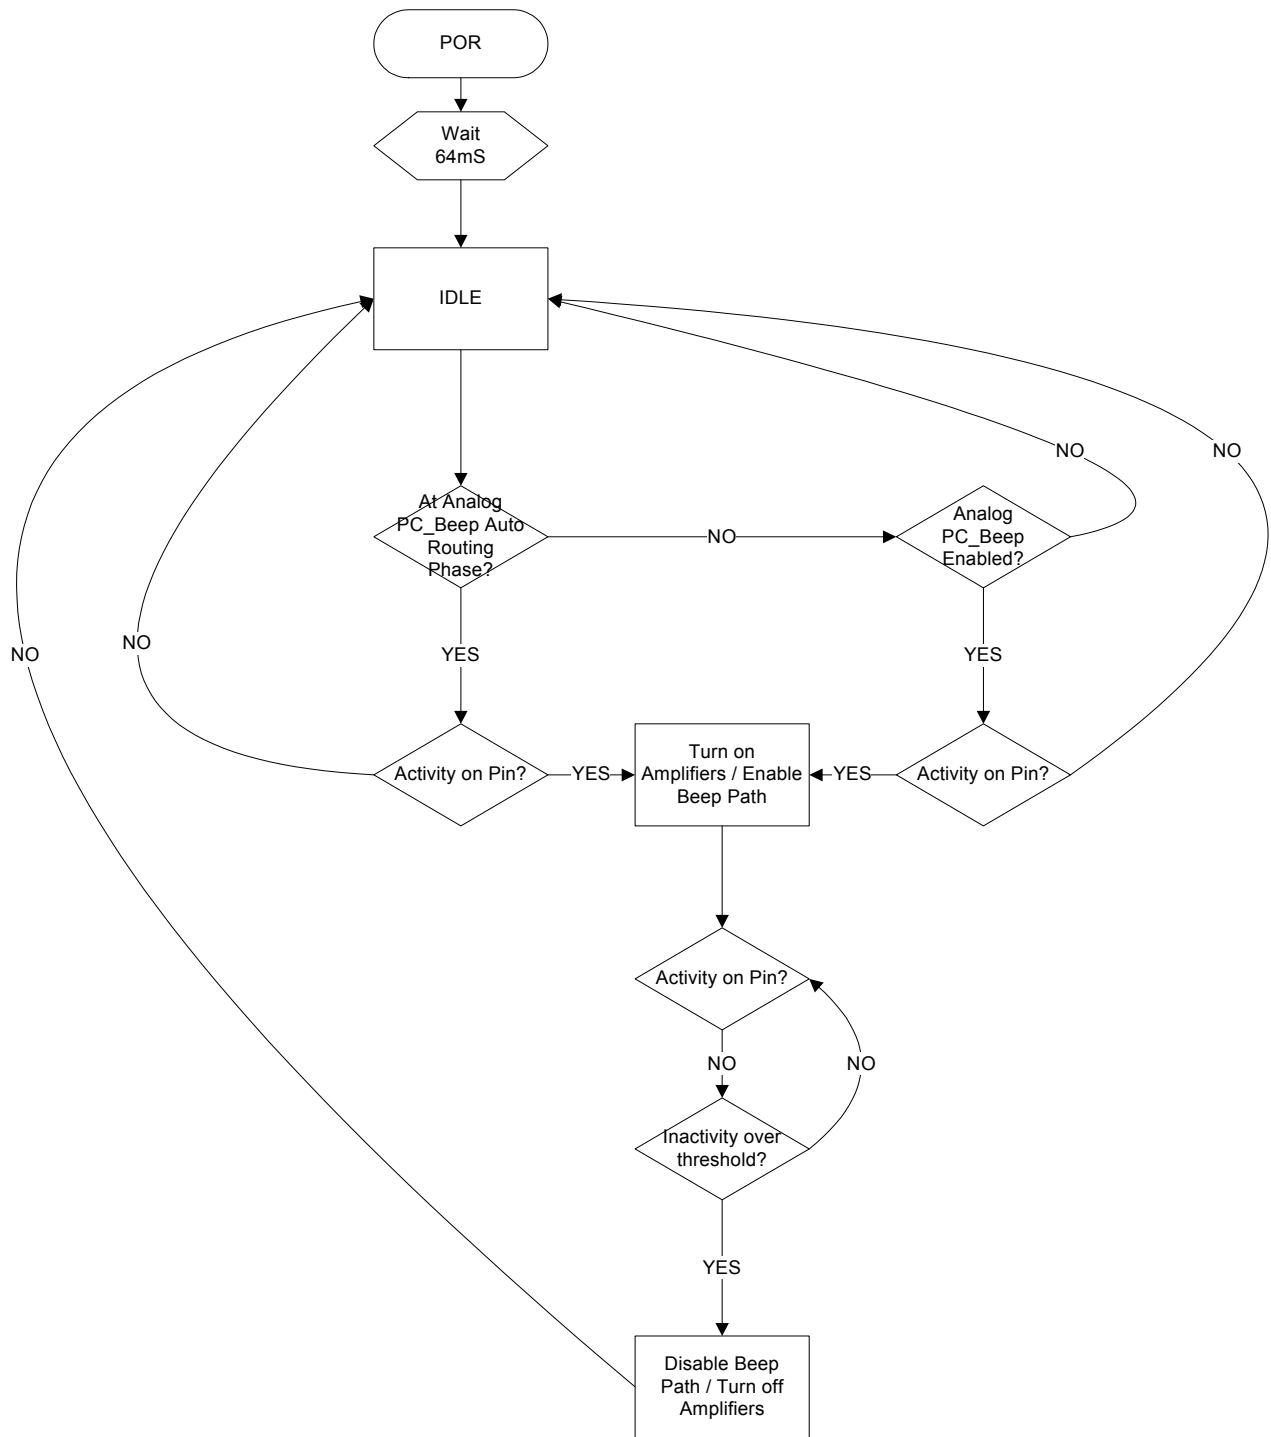 POR
Wait
64mS
IDLE
NO
NO
At Analog
PC_Beep Auto
Routing
Phase?
NO
Analog
PC_Beep
Enabled?
NO
NO
YES
YES
Activity on Pin?
YES
Turn on
Amplifiers / Enable
Beep Path
YES
Activity on Pin?
Activity on Pin?
NO
NO
Inactivity over
threshold?
YES
Disable Beep
Path / Turn off
Amplifiers